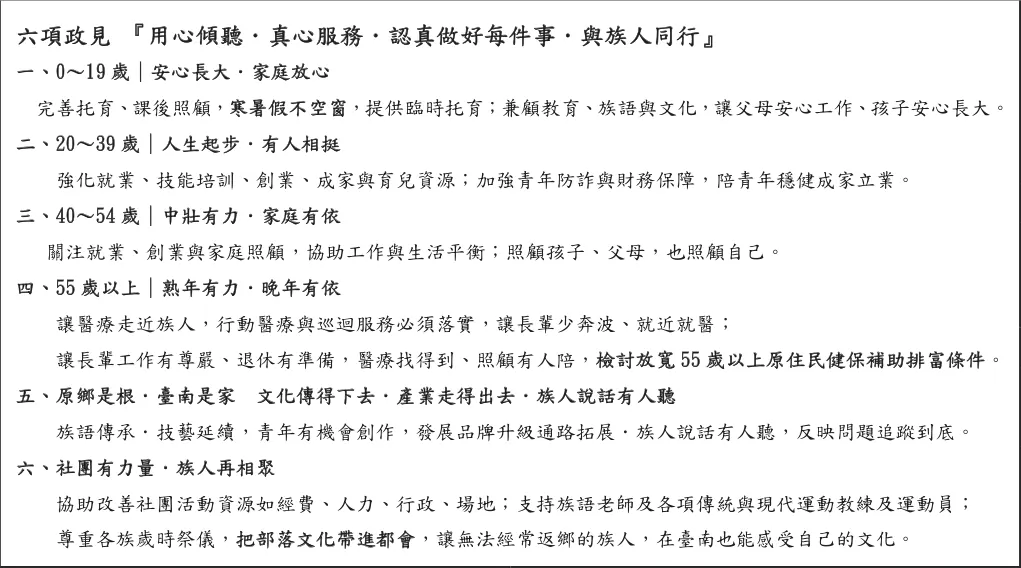 六項政見 『用心傾聽・真心服務・認真做好每件事・與族人同行』
一、0～19 歲｜安心長大・家庭放心
完善托育、課後照顧，寒暑假不空窗，提供臨時托育；兼顧教育、族語與文化，讓父母安心工作、孩子安心長大。
二、20～39 歲｜人生起步・有人相挺
強化就業、技能培訓、創業、成家與育兒資源；加強青年防詐與財務保障，陪青年穩健成家立業。
三、40～54 歲｜中壯有力・家庭有依
關注就業、創業與家庭照顧，協助工作與生活平衡；照顧孩子、父母，也照顧自己。
四、55 歲以上｜熟年有力・晚年有依
讓醫療走近族人，行動醫療與巡迴服務必須落實，讓長輩少奔波、就近就醫；
讓長輩工作有尊嚴、退休有準備，醫療找得到、照顧有人陪，檢討放寬 55 歲以上原住民健保補助排富條件。
五、原鄉是根・臺南是家　文化傳得下去・產業走得出去・族人說話有人聽
族語傳承・技藝延續，青年有機會創作，發展品牌升級通路拓展・族人說話有人聽，反映問題追蹤到底。
六、社團有力量・族人再相聚
協助改善社團活動資源如經費、人力、行政、場地；支持族語老師及各項傳統與現代運動教練及運動員；
尊重各族歲時祭儀，把部落文化帶進都會，讓無法經常返鄉的族人，在臺南也能感受自己的文化。